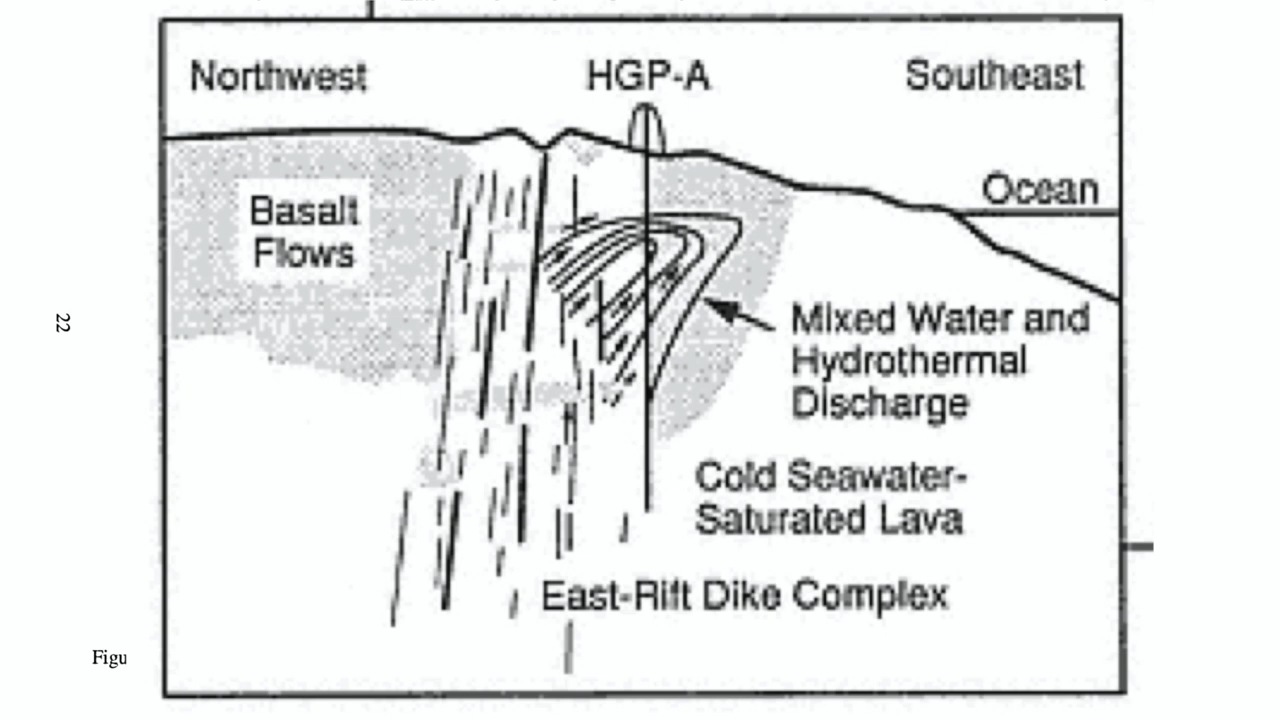 Northwest
HGP-A
Southeast
Ocean
Basalt
Flows
Mixed Water and
Hydrothermal
Discharge
Cold Seawater-
Saturated Lava
East-Rift Dike Complex
22
Figu